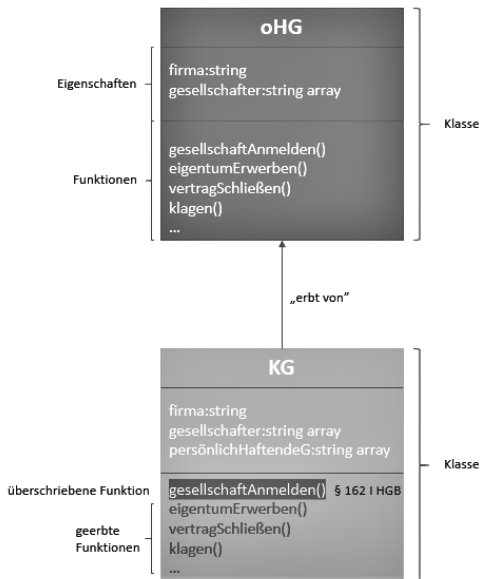 oHG
Eigenschaften
firma:string
gesellschafter:string array
Klasse
Funktionen
gesellschaftAnmelden()
eigentumErwerben()
vertragSchließen()
klagen()
...
„erbt von”
KG
firma:string
gesellschafter:string array
persönlichHaftendeG:string array
Klasse
überschriebene Funktion gesellschaftAnmelden() § 162 I HGB
geerbte
Funktionen
eigentumErwerben()
vertragSchließen()
klagen()
...